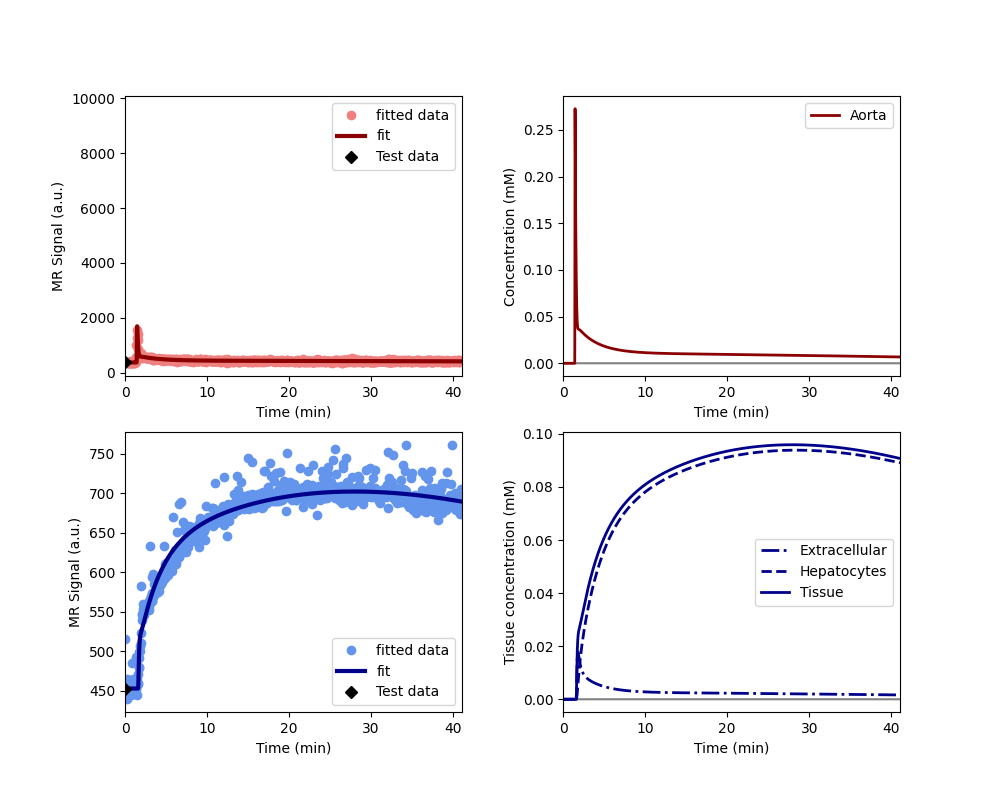 MR Signal (a.u.)
10000
8000
6000
4000
2000
0
fitted data
fit
Test data
0 10 20 30 40
Time (min)
Concentration (mM)
0.25
0.20
0.15
0.10
0.05
0.00
Aorta
0 10 20 30 40
Time (min)
MR Signal (a.u.)
750
700
650
600
550
500
450
fitted data
fit
Test data
0 10 20 30 40
Time (min)
Tissue concentration (mM)
0.10
0.08
0.06
0.04
0.02
0.00
Extracellular
Hepatocytes
Tissue
0 10 20 30 40
Time (min)